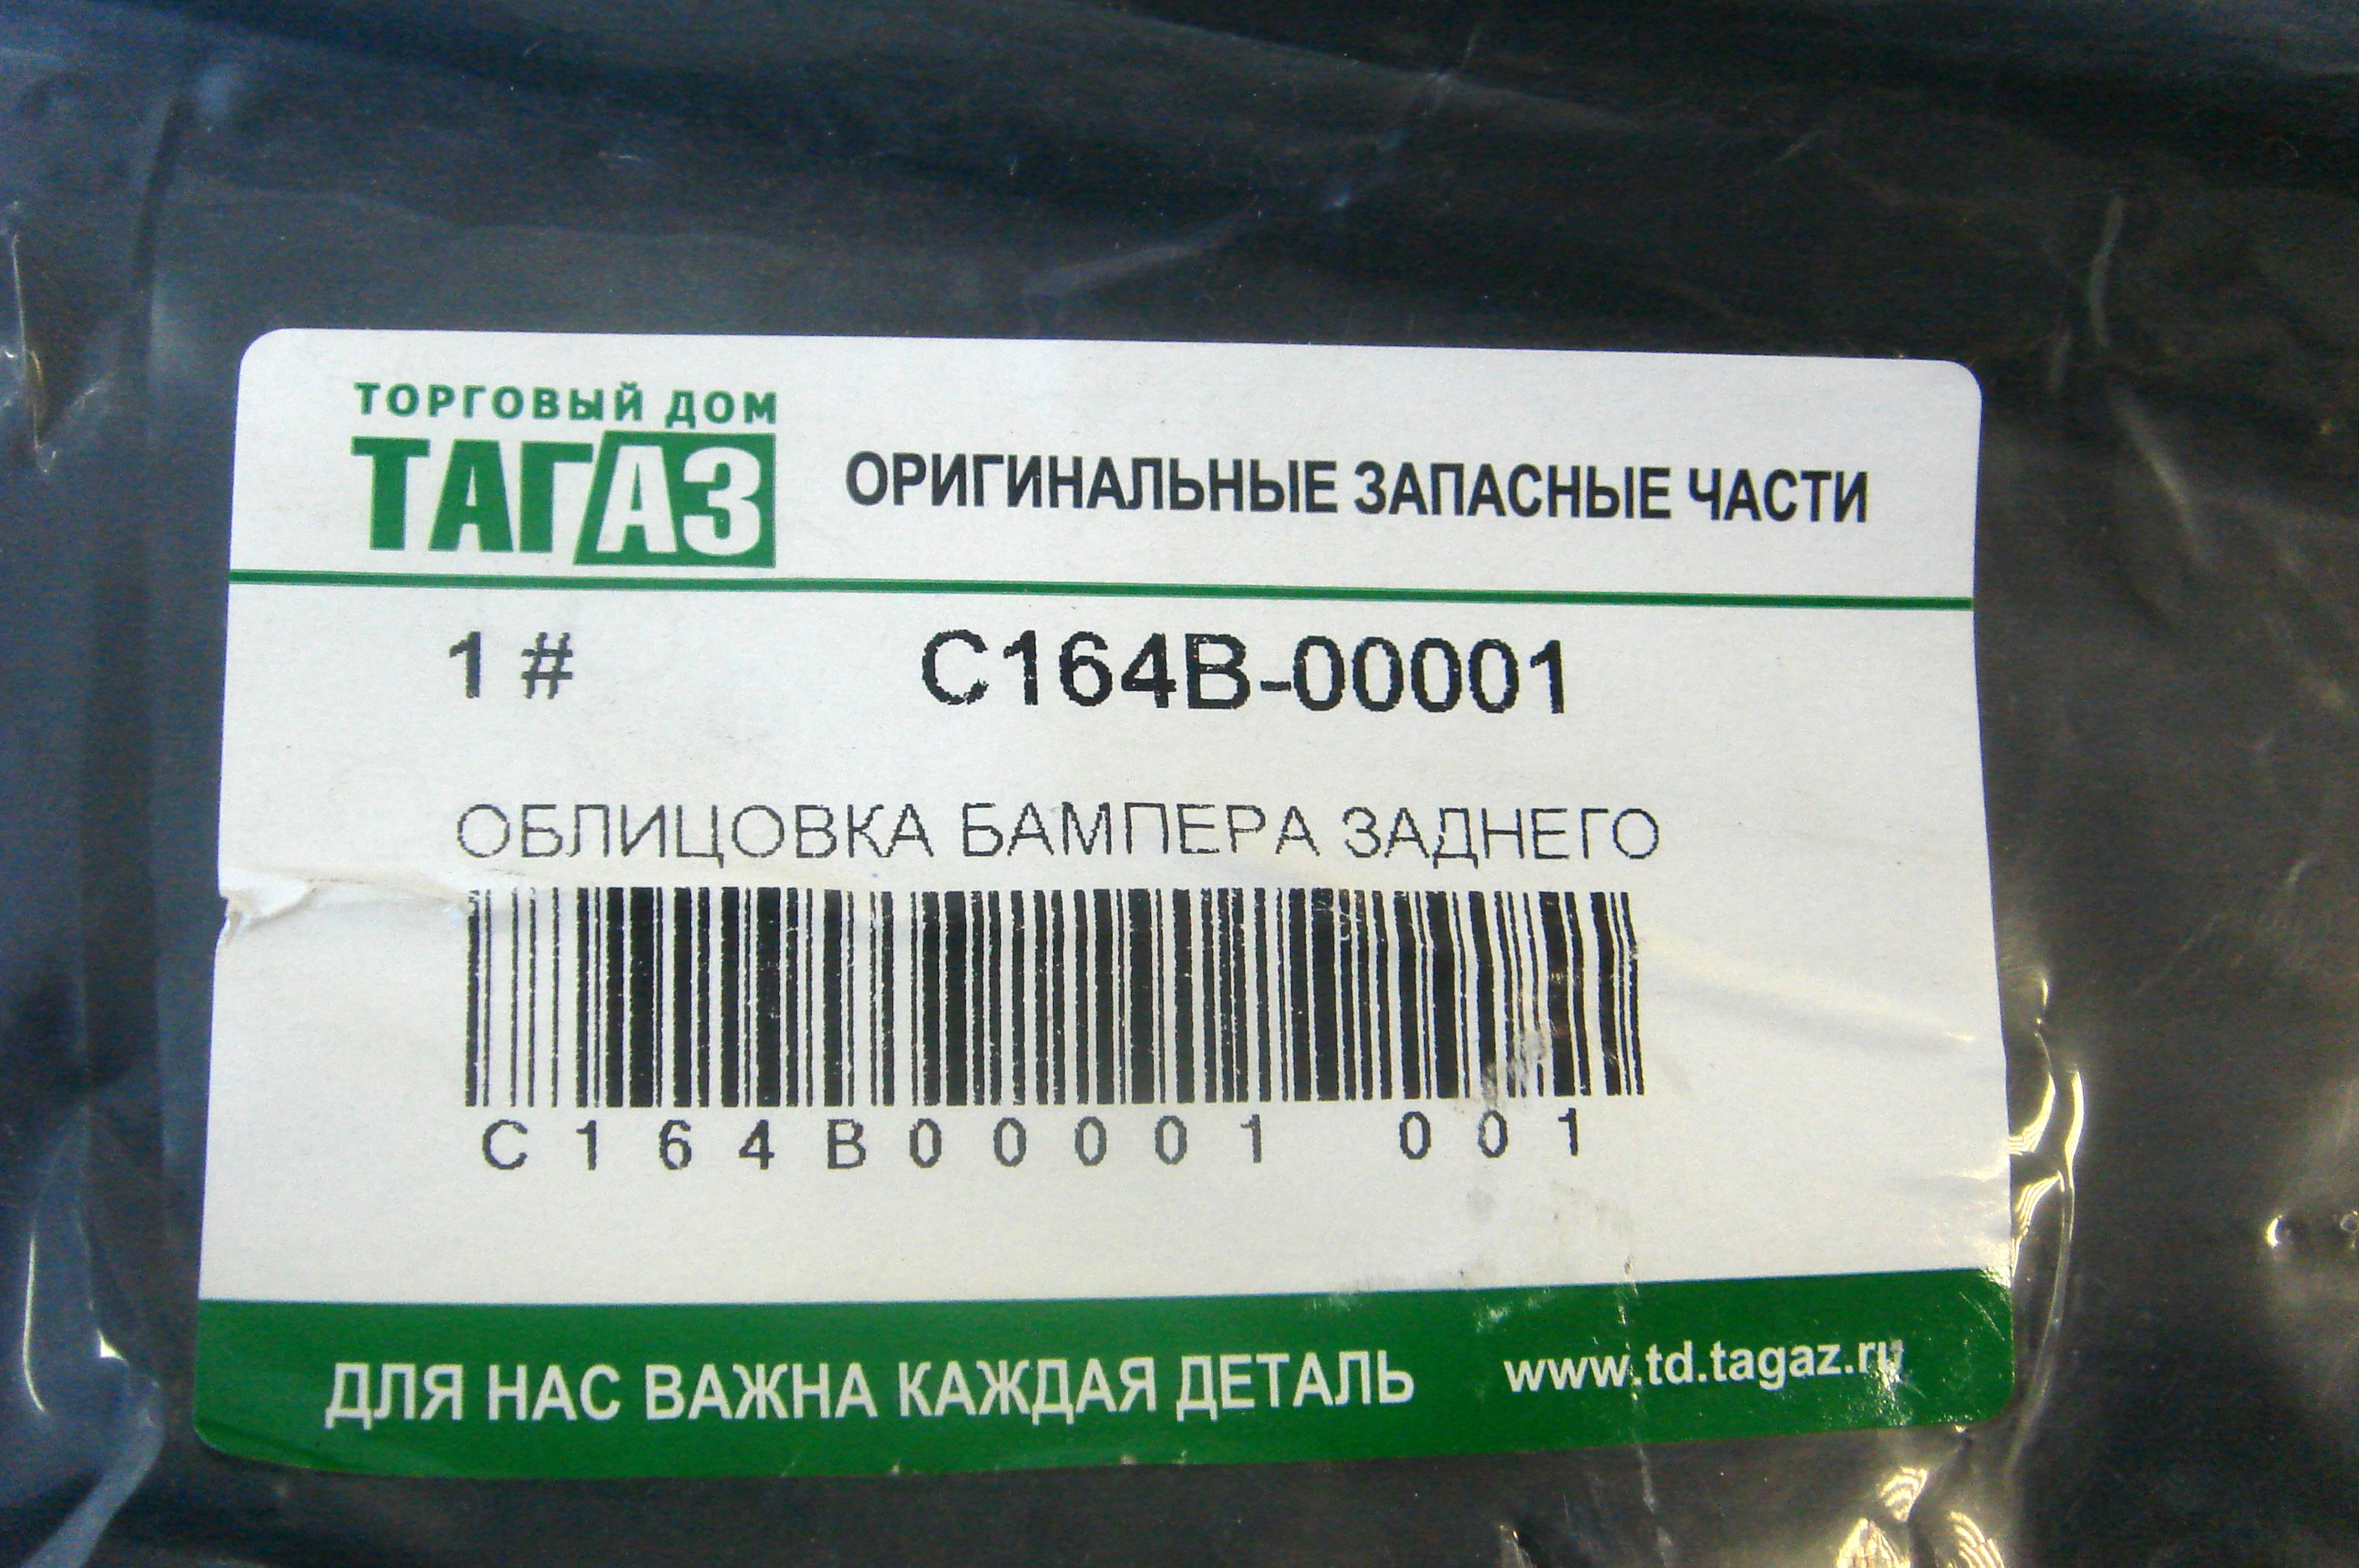 ТОРГОВЫЙ ДОМ
ТАГАЗ
ОРИГИНАЛЬНЫЕ ЗАПАСНЫЕ ЧАСТИ
1 # C164B-00001
ОБЛИЦОВКА БАМПЕРА ЗАДНЕГО
C164B00001 001
ДЛЯ НАС ВАЖНА КАЖДАЯ ДЕТАЛЬ www.td.tagaz.ru